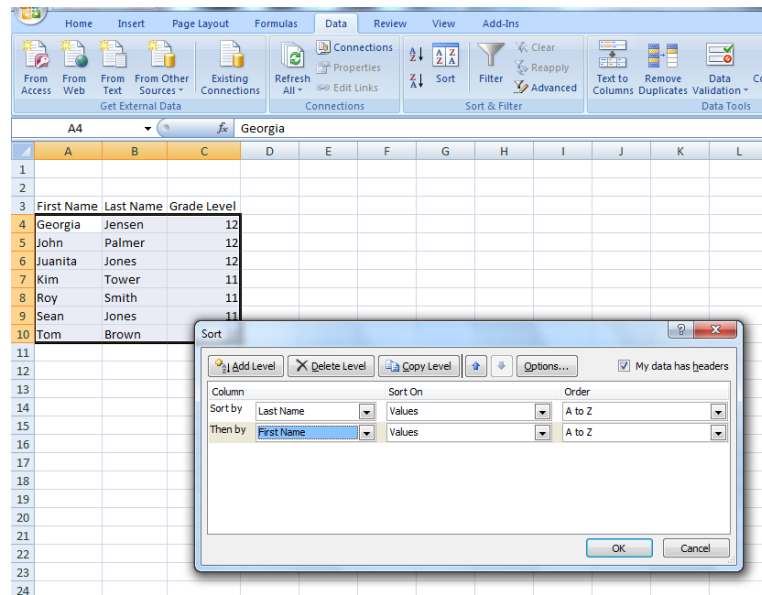 Home Insert Page Layout Formulas Data Review View Add-Ins
From Access
From Web
From Text
From Other Sources
Existing Connections
Get External Data
Refresh All
Connections
Properties
Edit Links
Connections
A Z
Z A
Sort
Filter
Clear
Reapply
Advanced
Sort & Filter
Text to Columns
Remove Duplicates
Data Validation
Data Tools
A4 fx Georgia
A B C D E F G H I J K L
1
2
3 First Name Last Name Grade Level
4 Georgia Jensen 12
5 John Palmer 12
6 Juanita Jones 12
7 Kim Tower 11
8 Roy Smith 11
9 Sean Jones 11
10 Tom Brown
11
12
13
14
15
16
17
18
19
20
21
22
23
24
Sort ? X
Add Level Delete Level Copy Level Options... My data has headers
Column Sort On Order
Sort by Last Name Values A to Z
Then by First Name Values A to Z
OK Cancel